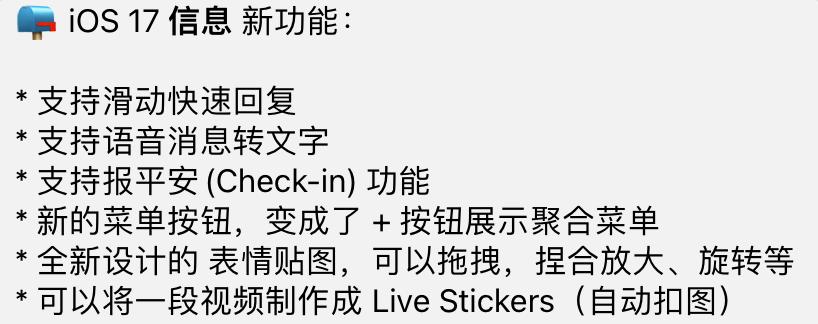 📪 iOS 17 信息 新功能：
* 支持滑动快速回复
* 支持语音消息转文字
* 支持报平安 (Check-in) 功能
* 新的菜单按钮，变成了 + 按钮展示聚合菜单
* 全新设计的 表情贴图，可以拖拽，捏合放大、旋转等
* 可以将一段视频制作成 Live Stickers（自动扣图）